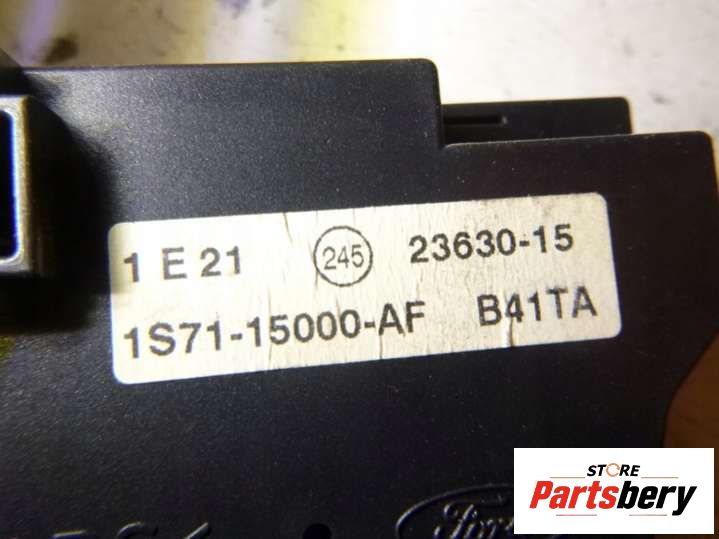 1 E 21 245 23630-15
1S71-15000-AF B41TA
STORE
Partsbery